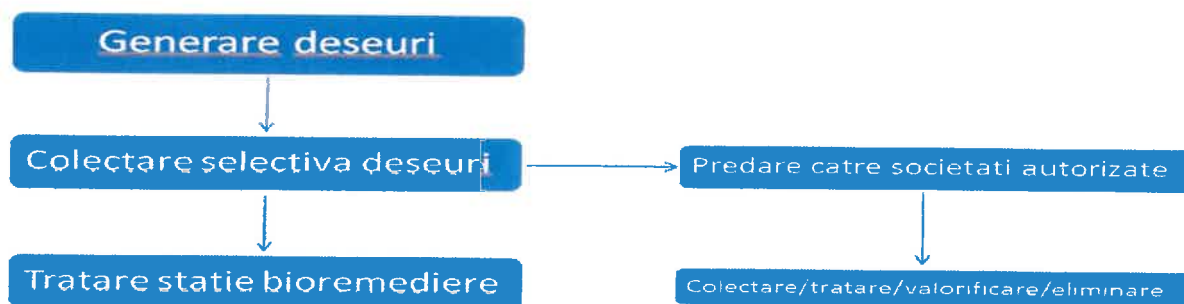 Generare deseuri
Colectare selectiva deseuri
Predare catre societati autorizate
Tratare statie bioremediere
Colectare/tratare/valorificare/eliminare